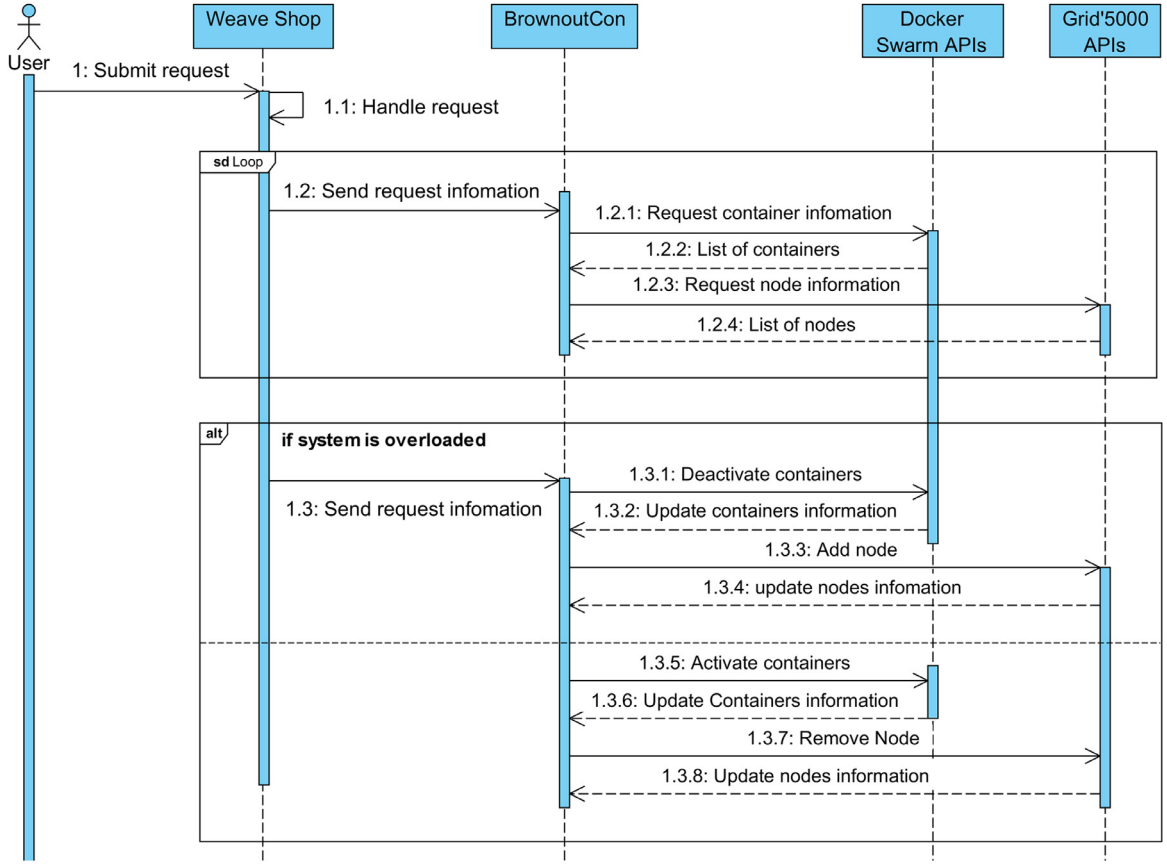 User
Weave Shop
BrownoutCon
Docker
Swarm APIs
Grid'5000
APIs
1: Submit request
1.1: Handle request
sd Loop
1.2: Send request infomation
1.2.1: Request container infomation
1.2.2: List of containers
1.2.3: Request node information
1.2.4: List of nodes
alt
if system is overloaded
1.3: Send request infomation
1.3.1: Deactivate containers
1.3.2: Update containers information
1.3.3: Add node
1.3.4: update nodes infomation
1.3.5: Activate containers
1.3.6: Update Containers information
1.3.7: Remove Node
1.3.8: Update nodes information